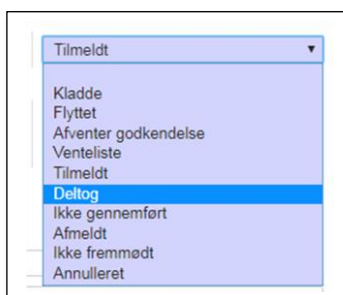 Tilmeldt
Kladde
Flyttet
Afventer godkendelse
Venteliste
Tilmeldt
Deltog
Ikke gennemført
Afmeldt
Ikke fremmødt
Annulleret